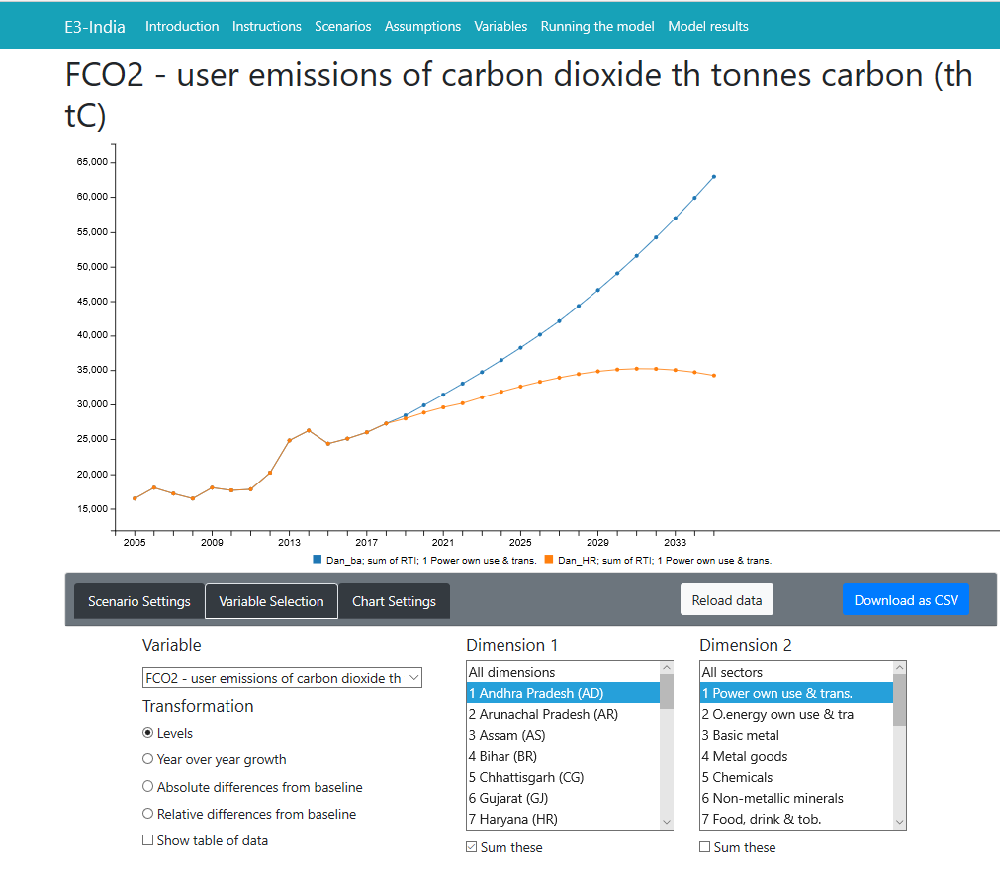 E3-India Introduction Instructions Scenarios Assumptions Variables Running the model Model results
FCO2 - user emissions of carbon dioxide th tonnes carbon (th
tC)
65,000
60,000
55,000
50,000
45,000
40,000
35,000
30,000
25,000
20,000
15,000
2005 2009 2013 2017 2021 2025 2029 2033
Dan_ba; sum of RTI; 1 Power own use & trans. Dan_HR; sum of RTI; 1 Power own use & trans.
Scenario Settings Variable Selection Chart Settings Reload data Download as CSV
Variable
FCO2 - user emissions of carbon dioxide th
Transformation
Levels
Year over year growth
Absolute differences from baseline
Relative differences from baseline
Show table of data
Dimension 1
All dimensions
1 Andhra Pradesh (AD)
2 Arunachal Pradesh (AR)
3 Assam (AS)
4 Bihar (BR)
5 Chhattisgarh (CG)
6 Gujarat (GJ)
7 Haryana (HR)
Sum these
Dimension 2
All sectors
1 Power own use & trans.
2 O.energy own use & tra
3 Basic metal
4 Metal goods
5 Chemicals
6 Non-metallic minerals
7 Food, drink & tob.
Sum these